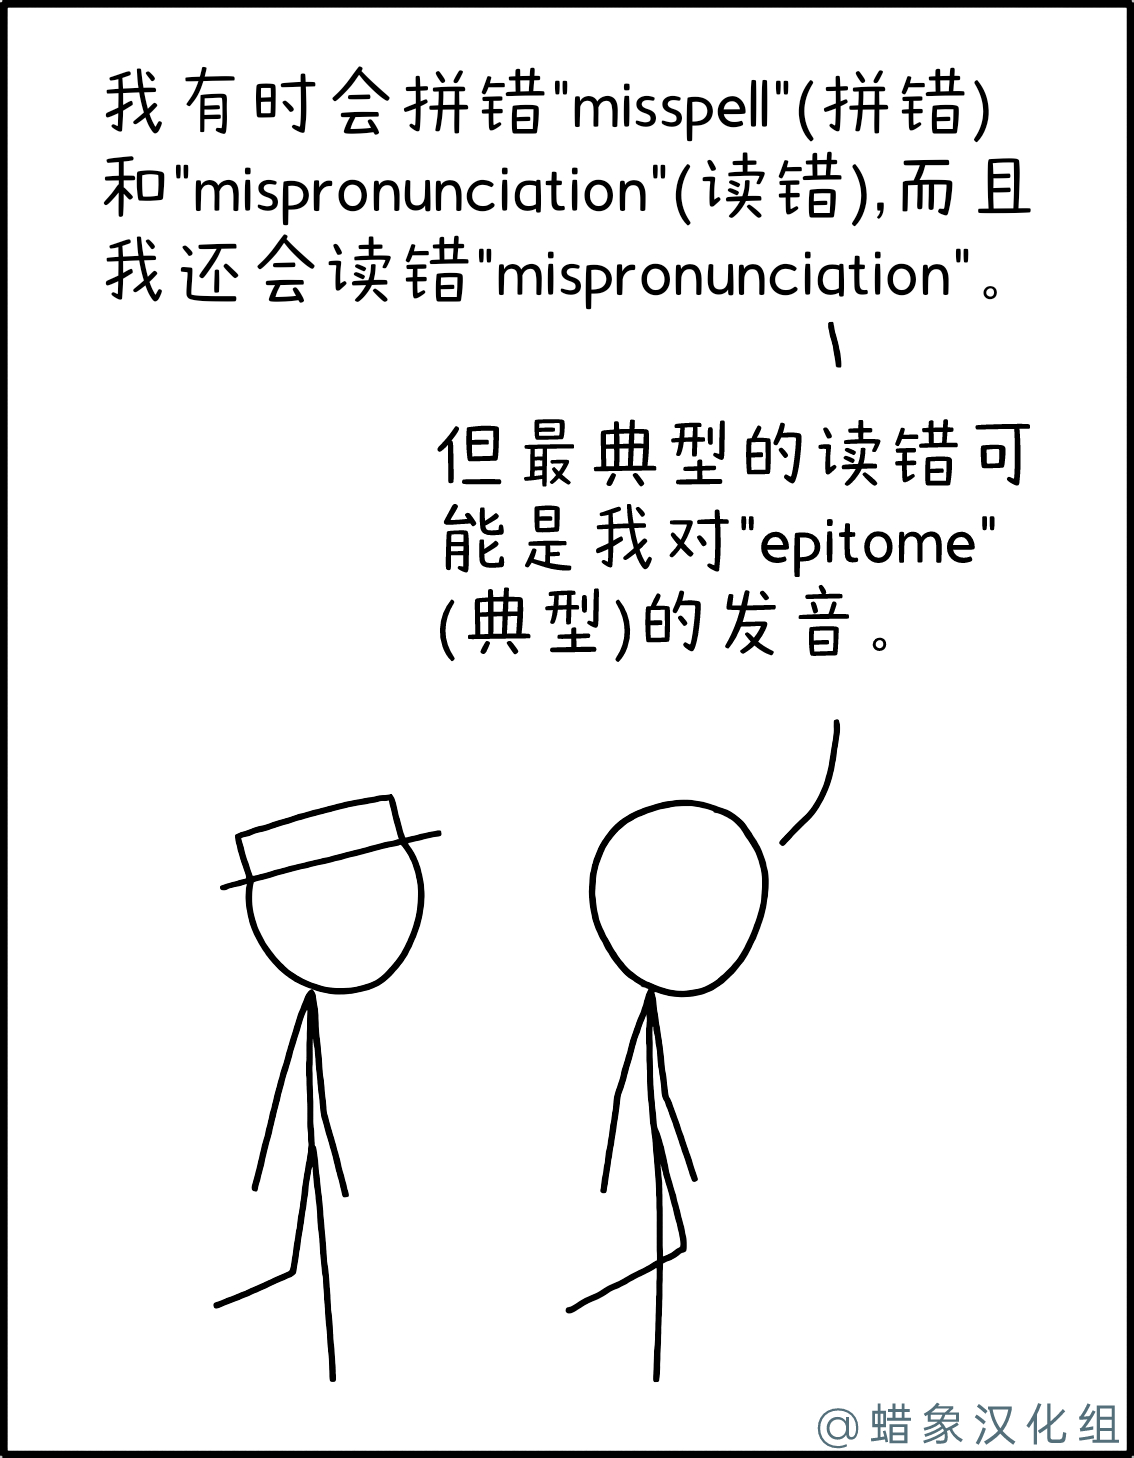 我有时会拼错"misspell"(拼错)
和"mispronunciation"(读错),而且
我还会读错"mispronunciation"。
但最典型的读错可
能是我对"epitome"
(典型)的发音。
@蜡象汉化组